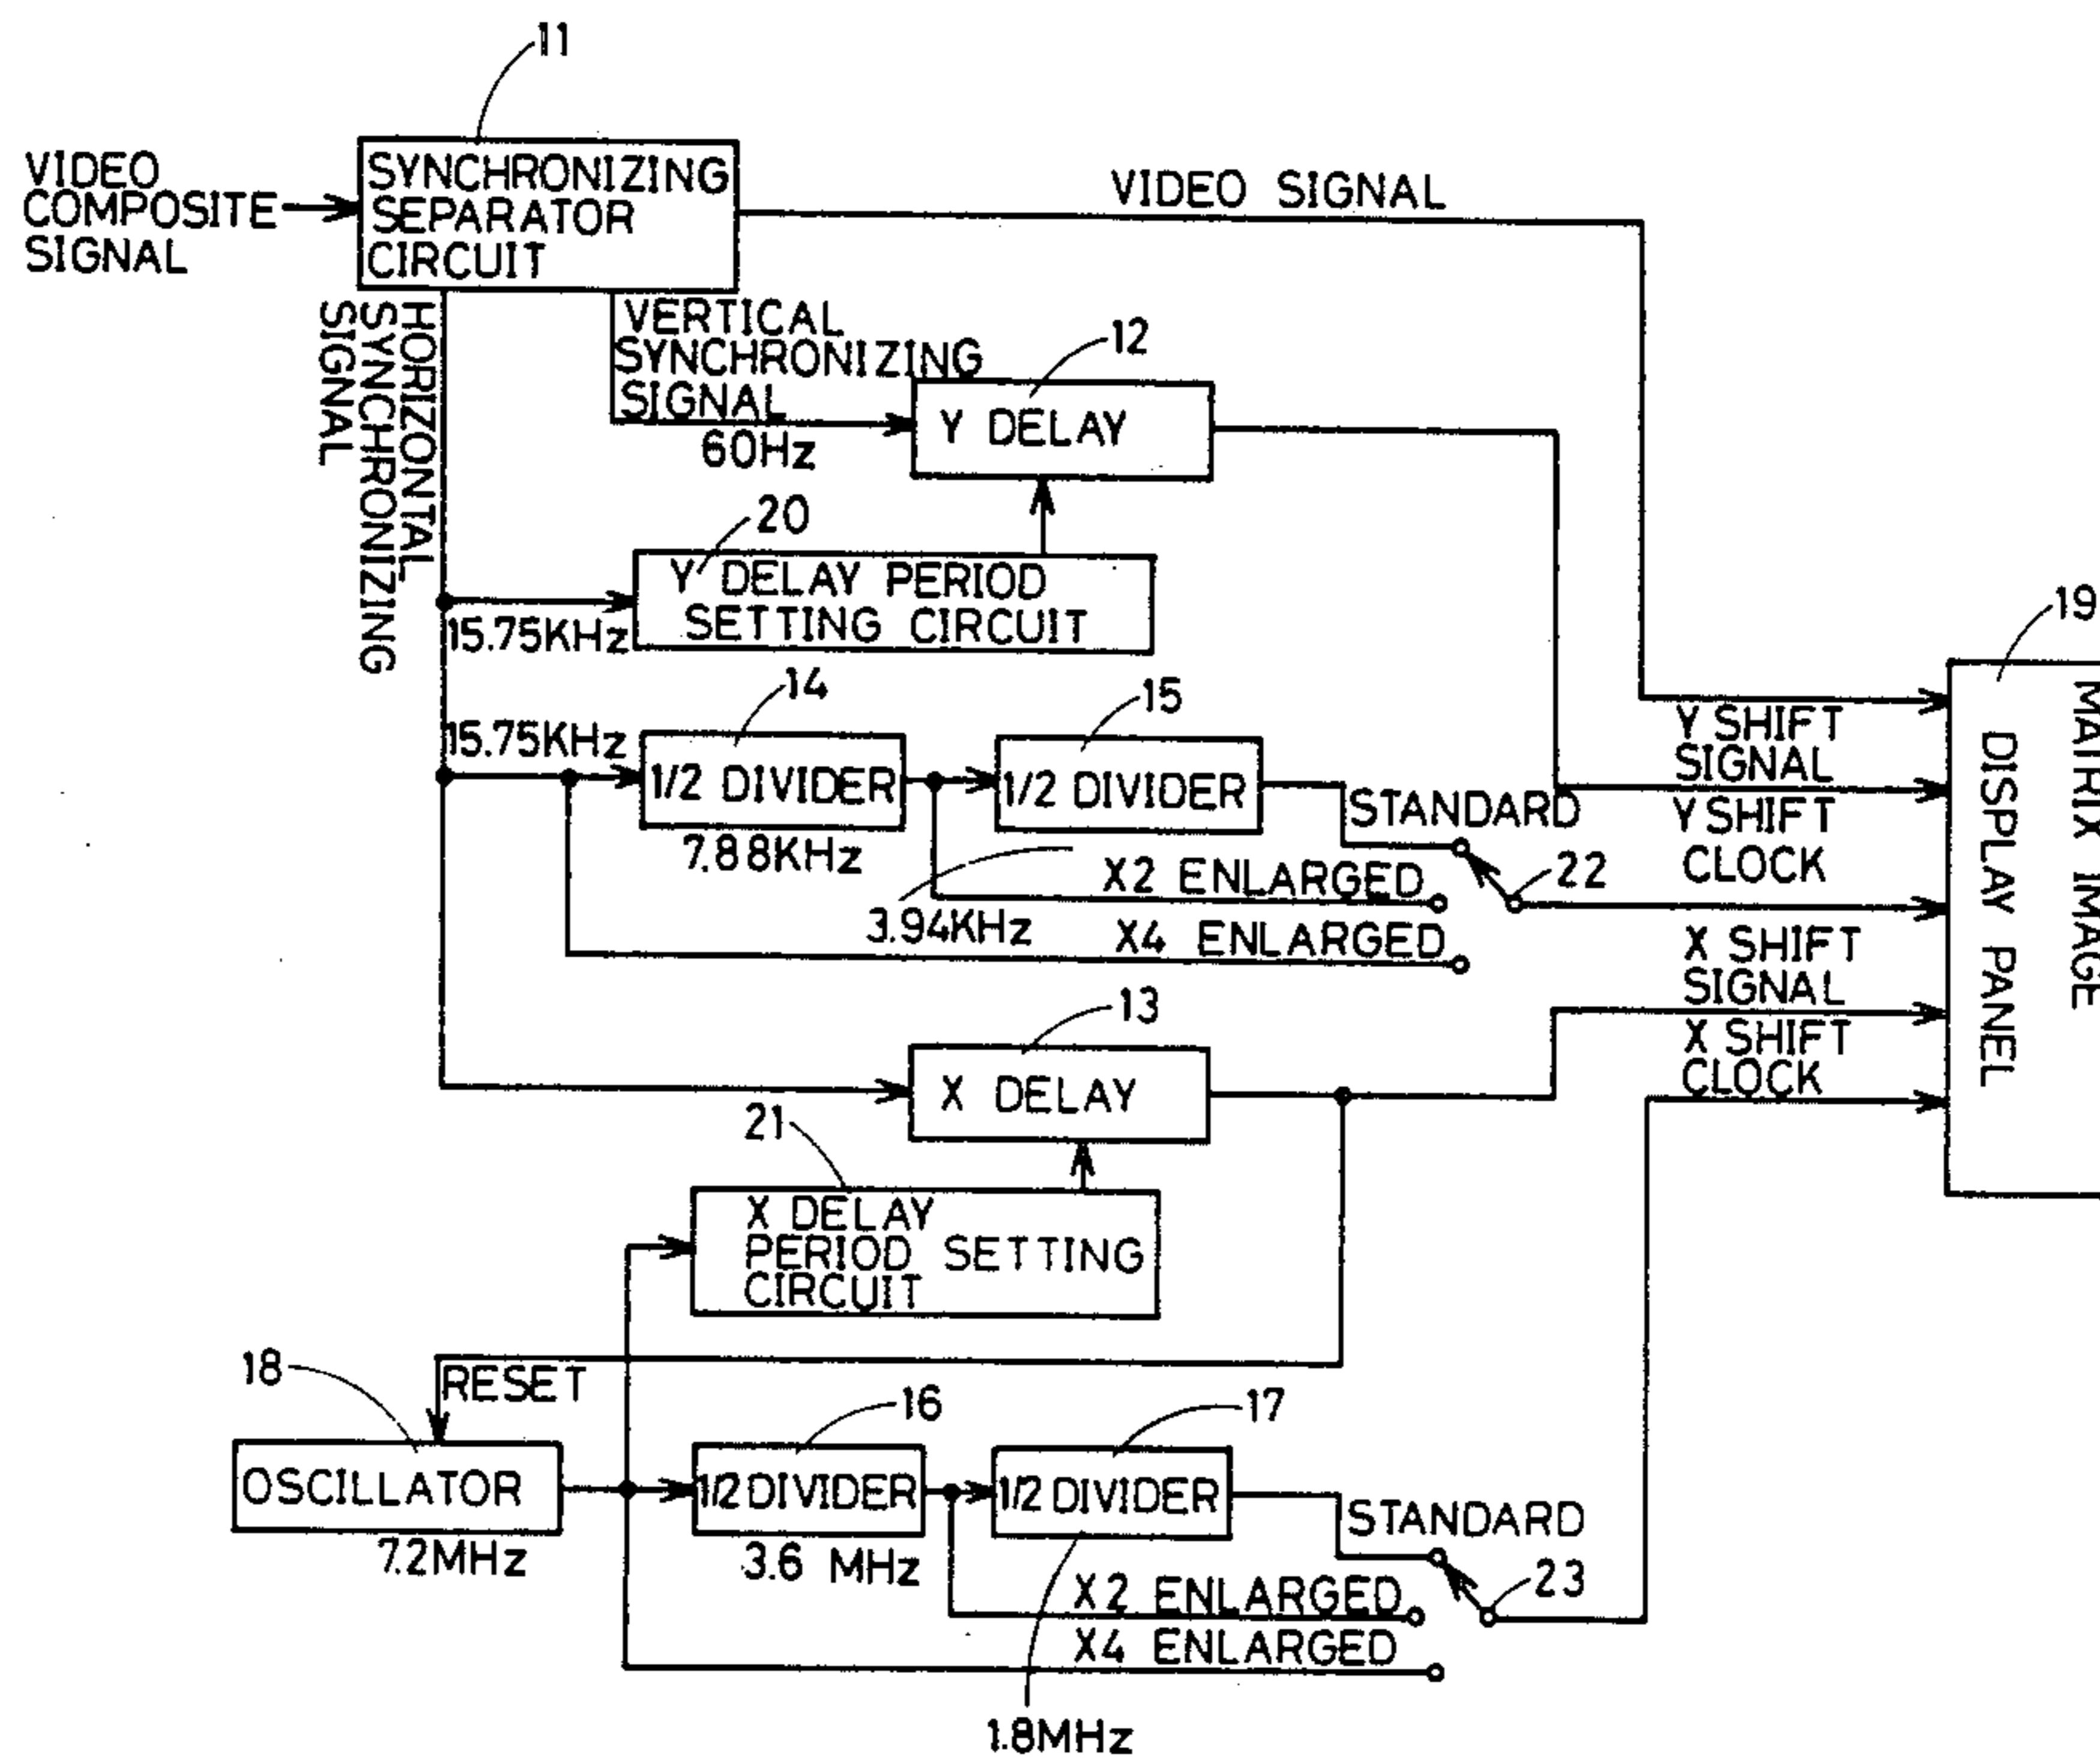 11
VIDEO
COMPOSITE
SIGNAL
SYNCHRONIZING
SEPARATOR
CIRCUIT
VIDEO SIGNAL
HORIZONTAL
SYNCHRONIZING
SIGNAL
VERTICAL
SYNCHRONIZING
SIGNAL
60Hz
12
Y DELAY
20
Y DELAY PERIOD
SETTING CIRCUIT
15.75KHz
19
MATRIX IMAGE
DISPLAY PANEL
14
15
15.75KHz
1/2 DIVIDER
7.88KHz
1/2 DIVIDER
3.94KHz
STANDARD
X2 ENLARGED
X4 ENLARGED
22
Y SHIFT
SIGNAL
Y SHIFT
CLOCK
X SHIFT
SIGNAL
X SHIFT
CLOCK
13
X DELAY
21
X DELAY
PERIOD SETTING
CIRCUIT
18
RESET
OSCILLATOR
7.2MHz
16
1/2 DIVIDER
3.6 MHz
17
1/2 DIVIDER
1.8MHz
STANDARD
X2 ENLARGED
X4 ENLARGED
23